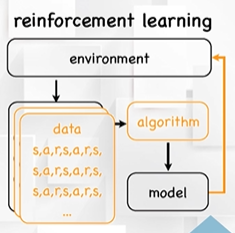 reinforcement learning
environment
data
algorithm
s,a,r,s,a,r,s,
s,a,r,s,a,r,s,
s,a,r,s,a,r,s,
...
model